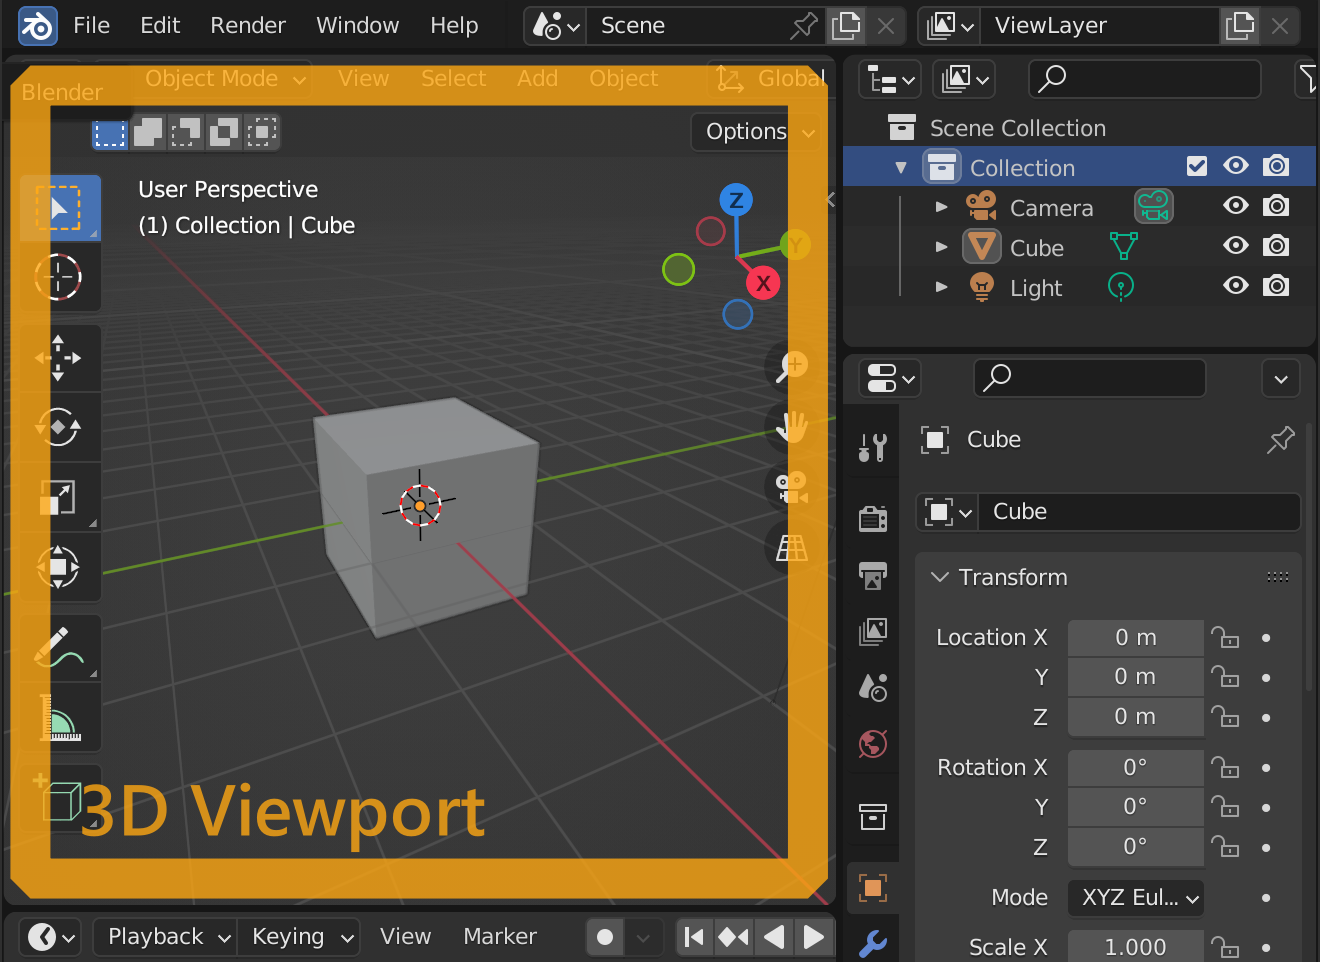 File Edit Render Window Help Scene ViewLayer
Blender Object Mode View Select Add Object Global
Options
User Perspective
(1) Collection | Cube
Z
Y
X
3D Viewport
Playback Keying View Marker
Scene Collection
Collection
Camera
Cube
Light
Cube
Cube
Transform
Location X 0 m
Y 0 m
Z 0 m
Rotation X 0°
Y 0°
Z 0°
Mode XYZ Eul...
Scale X 1.000